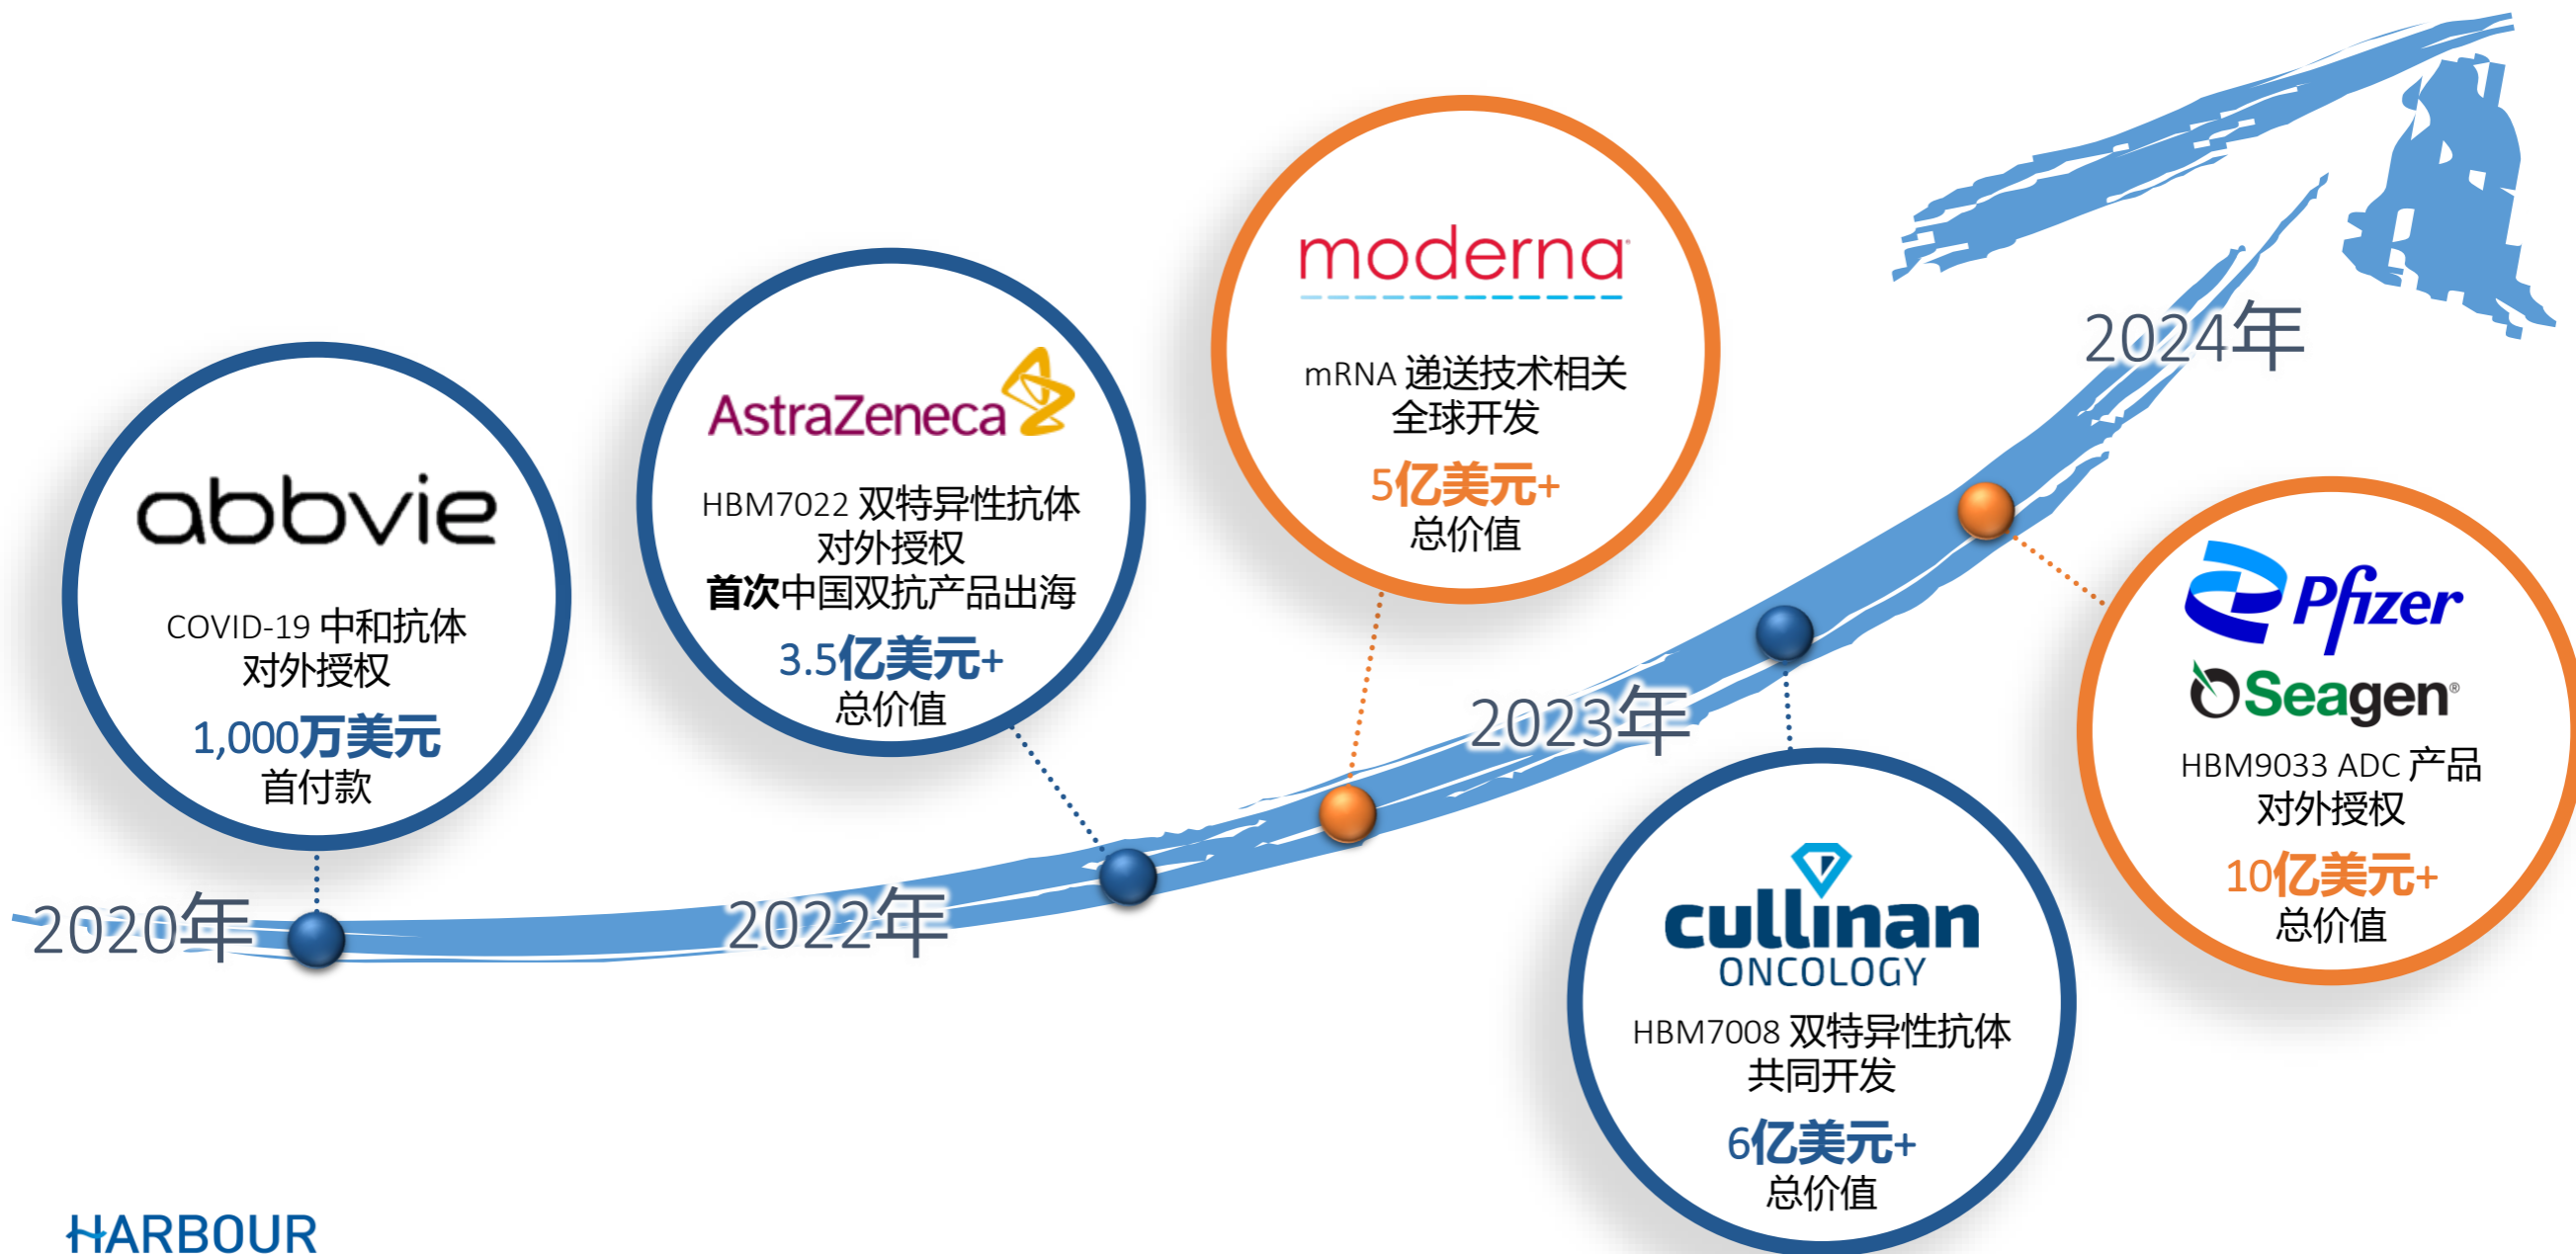 abbvie
COVID-19 中和抗体
对外授权
1,000万美元
首付款
2020年
AstraZeneca
HBM7022 双特异性抗体
对外授权
首次中国双抗产品出海
3.5亿美元+
总价值
2022年
moderna
mRNA 递送技术相关
全球开发
5亿美元+
总价值
2023年
cullinan
ONCOLOGY
HBM7008 双特异性抗体
共同开发
6亿美元+
总价值
2024年
Pfizer
Seagen®
HBM9033 ADC 产品
对外授权
10亿美元+
总价值
HARBOUR